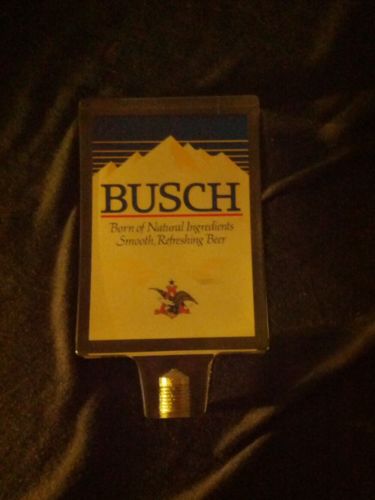 BUSCH
Born of Natural Ingredients
Smooth, Refreshing Beer